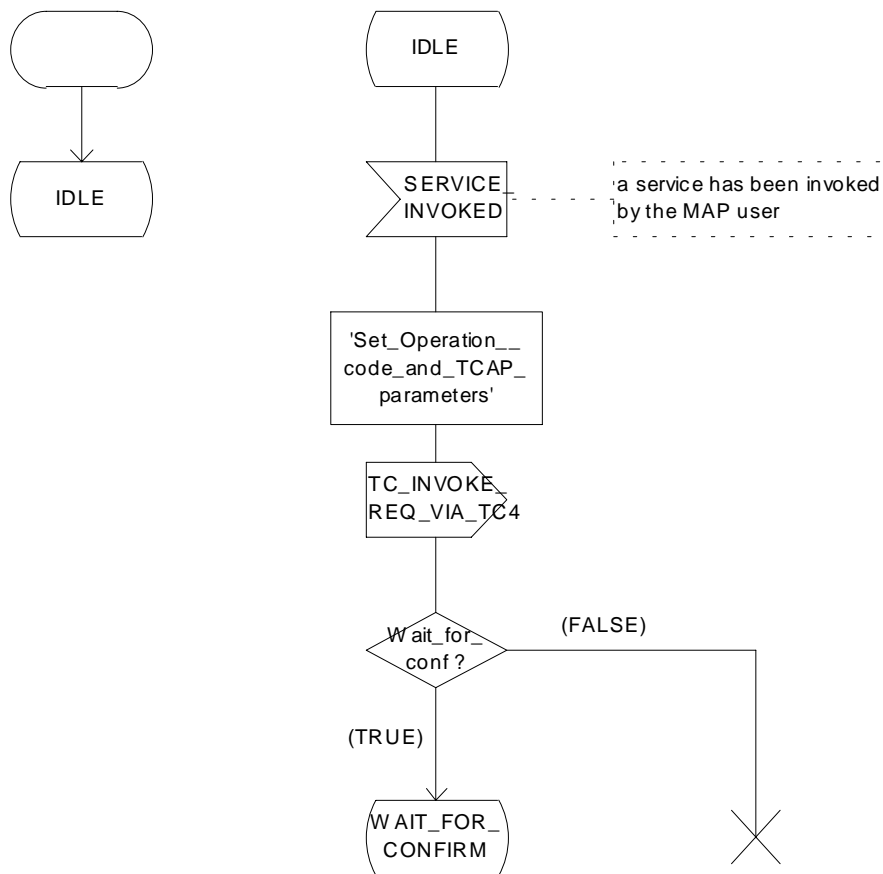 IDLE
IDLE
SERVICE_
INVOKED
a service has been invoked
by the MAP user
'Set_Operation__
code_and_TCAP_
parameters'
TC_INVOKE_
REQ_VIA_TC4
Wait_for_
conf ?
(FALSE)
(TRUE)
WAIT_FOR_
CONFIRM